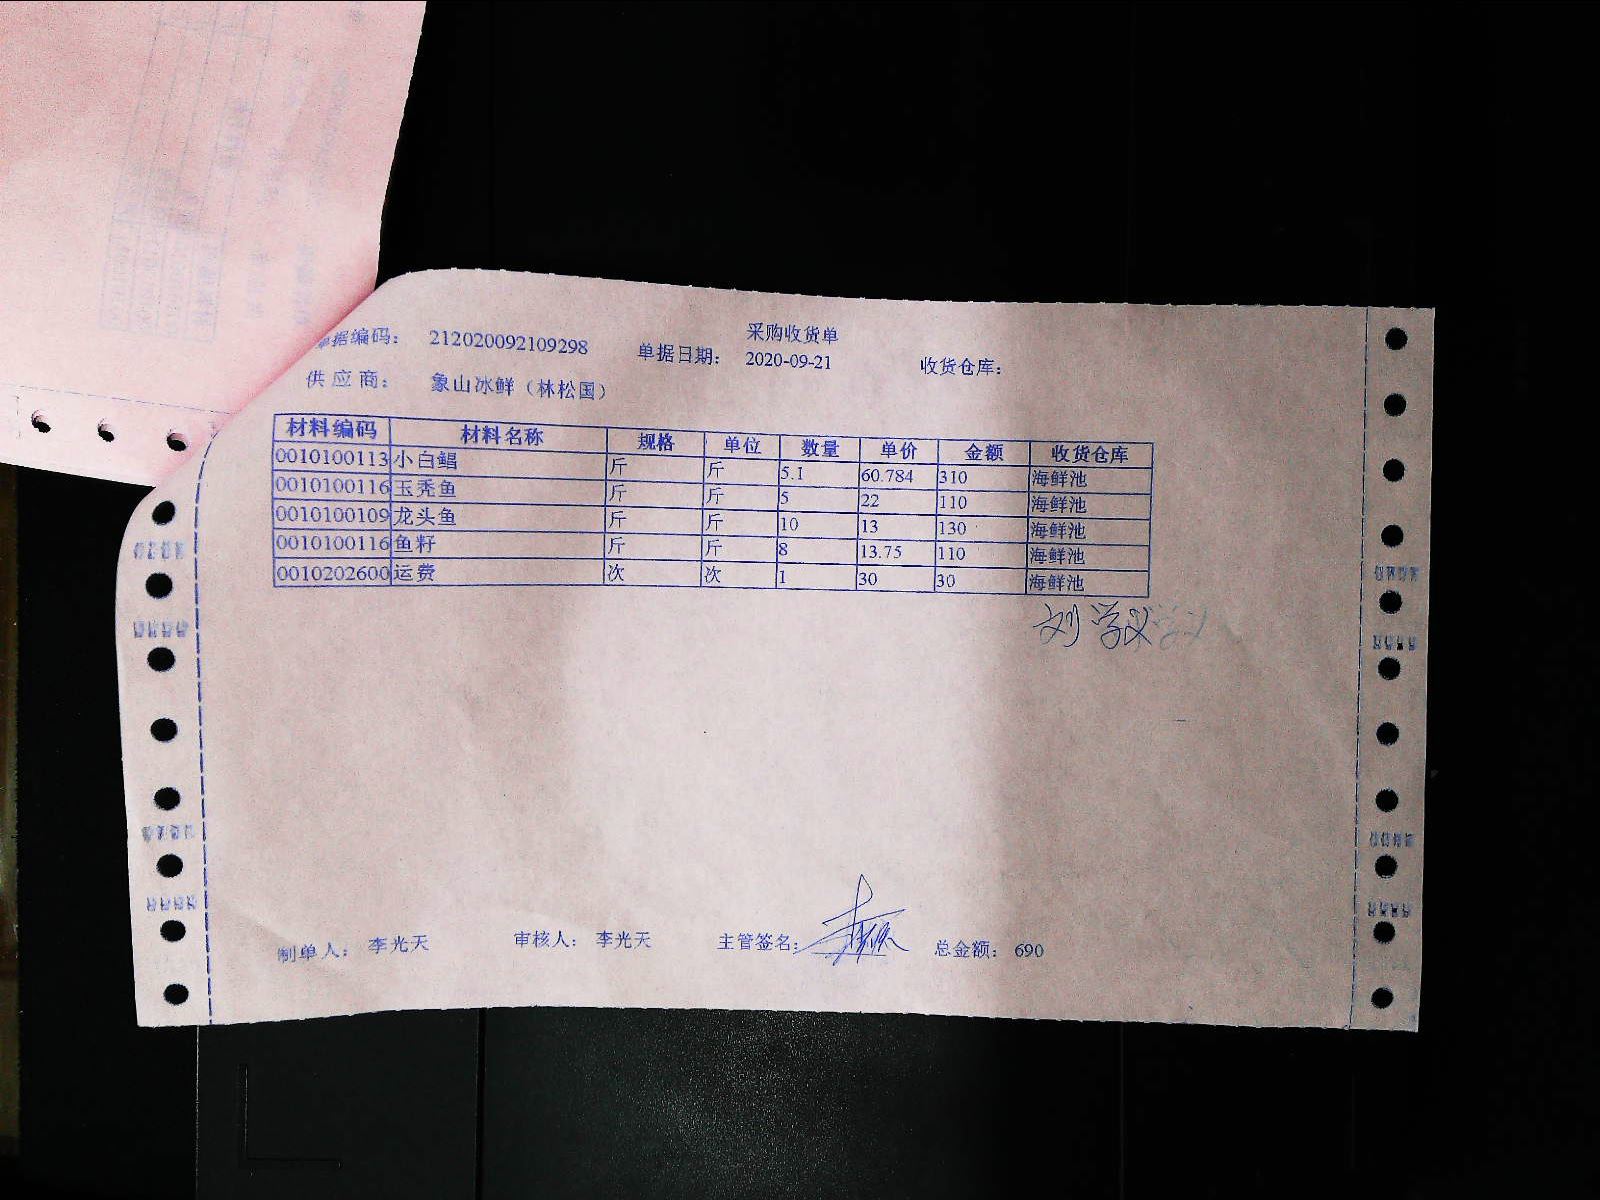 采购收货单
单据编码： 212020092109298 单据日期： 2020-09-21 收货仓库：
供应商： 象山冰鲜（林松国）
材料编码 材料名称 规格 单位 数量 单价 金额 收货仓库
0010100113 小白鲳 斤 斤 5.1 60.784 310 海鲜池
0010100116 玉秃鱼 斤 斤 5 22 110 海鲜池
0010100109 龙头鱼 斤 斤 10 13 130 海鲜池
0010100116 鱼籽 斤 斤 8 13.75 110 海鲜池
0010202600 运费 次 次 1 30 30 海鲜池
刘学义
制单人： 李光天 审核人： 李光天 主管签名： 总金额： 690